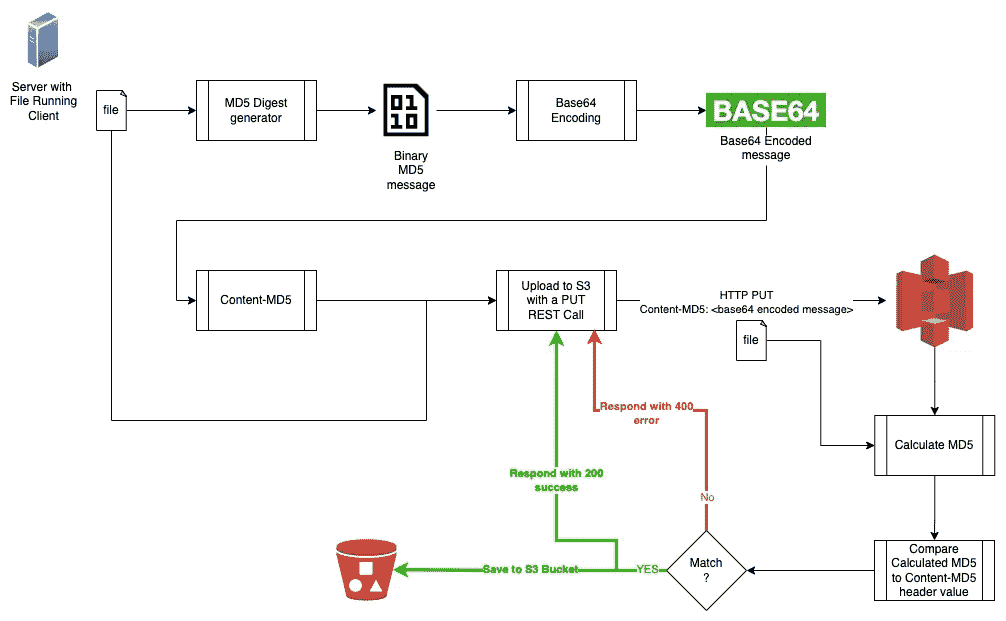 Server with
File Running
Client
file
MD5 Digest
generator
01
10
Binary
MD5
message
Base64
Encoding
BASE64
Base64 Encoded
message
Content-MD5
Upload to S3
with a PUT
REST Call
HTTP PUT
Content-MD5: <base64 encoded message>
file
Respond with 400
error
Calculate MD5
Respond with 200
success
No
Compare
Calculated MD5
to Content-MD5
header value
Match
?
YES
Save to S3 Bucket